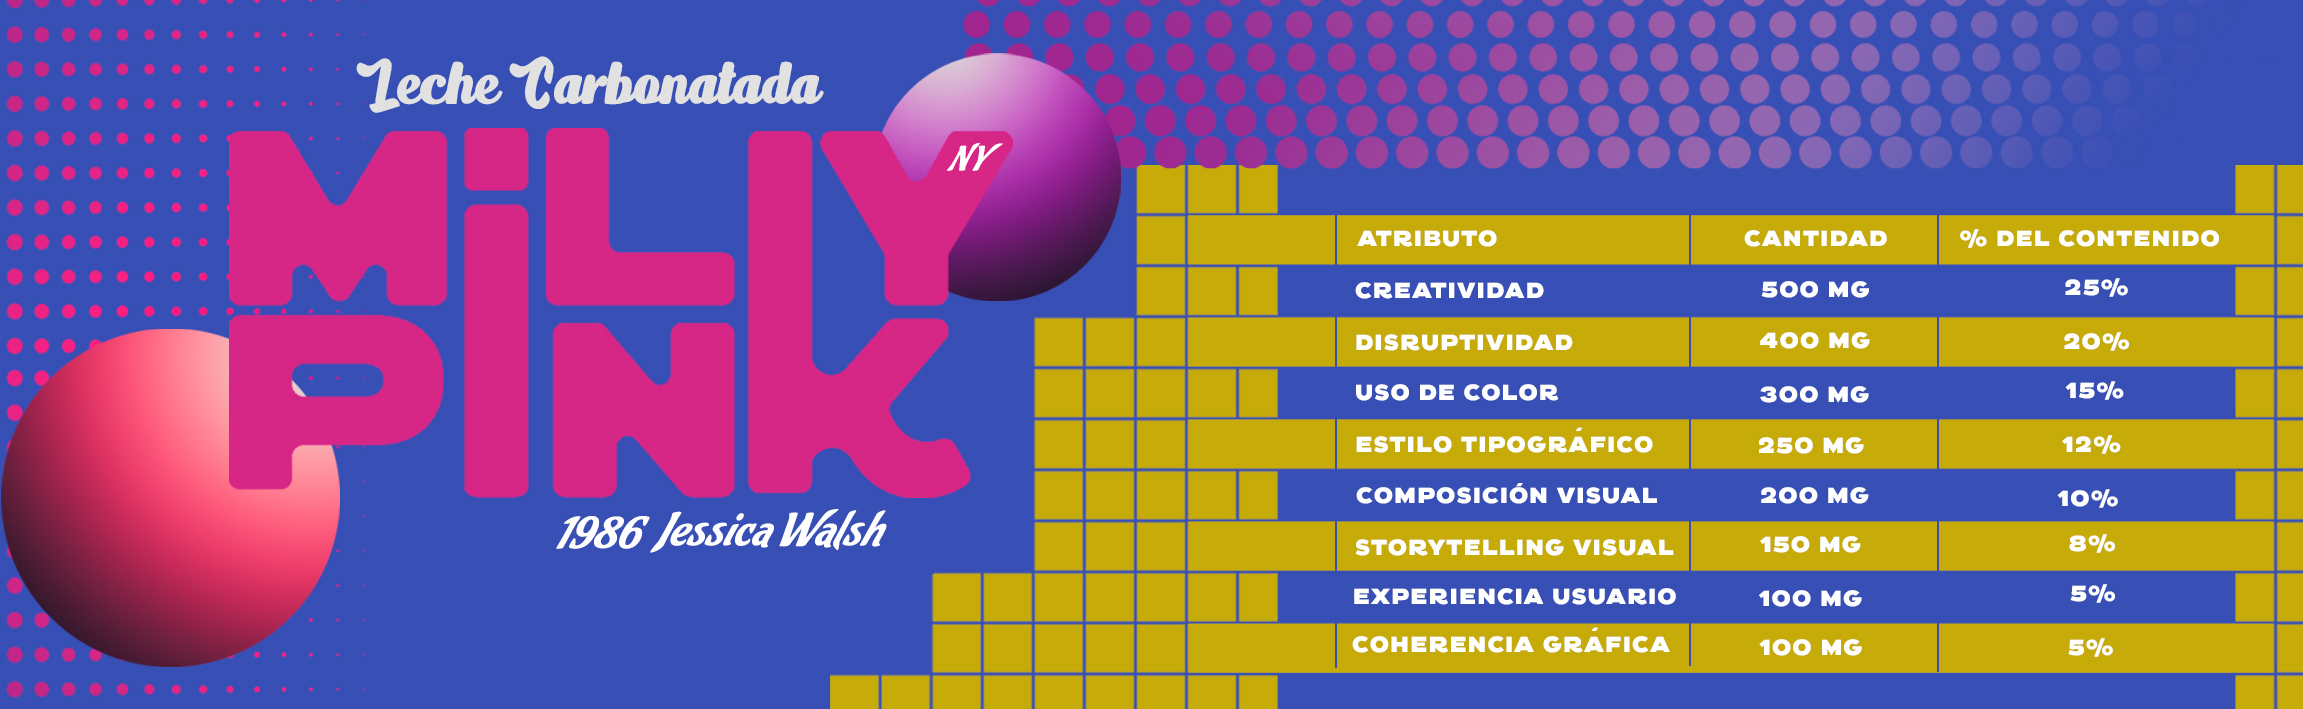 Leche Carbonatada
MiLLY
NY
PiNK
1986 Jessica Walsh
ATRIBUTO CANTIDAD % DEL CONTENIDO
CREATIVIDAD 500 MG 25%
DISRUPTIVIDAD 400 MG 20%
USO DE COLOR 300 MG 15%
ESTILO TIPOGRÁFICO 250 MG 12%
COMPOSICIÓN VISUAL 200 MG 10%
STORYTELLING VISUAL 150 MG 8%
EXPERIENCIA USUARIO 100 MG 5%
COHERENCIA GRÁFICA 100 MG 5%